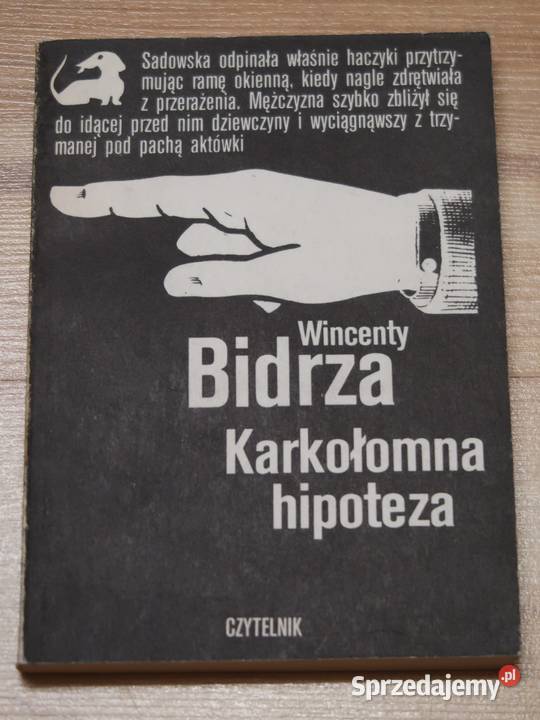 Sadowska odpinała właśnie haczyki przytrzy-
mując ramę okienną, kiedy nagle zdrętwiała
z przerażenia. Mężczyzna szybko zbliżył się
do idącej przed nim dziewczyny i wyciągnąwszy z trzy-
manej pod pachą aktówki
Wincenty
Bidrza
Karkołomna
hipoteza
CZYTELNIK
Sprzedajemy.pl